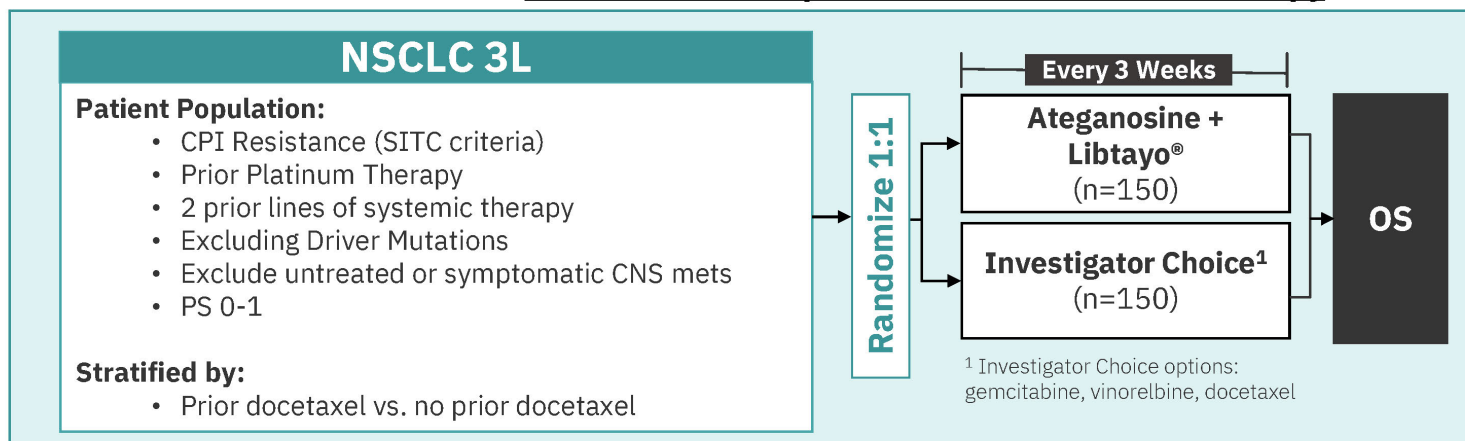 NSCLC 3L
Patient Population:
• CPI Resistance (SITC criteria)
• Prior Platinum Therapy
• 2 prior lines of systemic therapy
• Excluding Driver Mutations
• Exclude untreated or symptomatic CNS mets
• PS 0-1
Stratified by:
• Prior docetaxel vs. no prior docetaxel
Randomize 1:1
Every 3 Weeks
Ateganosine +
Libtayo®
(n=150)
Investigator Choice¹
(n=150)
¹ Investigator Choice options:
gemcitabine, vinorelbine, docetaxel
OS